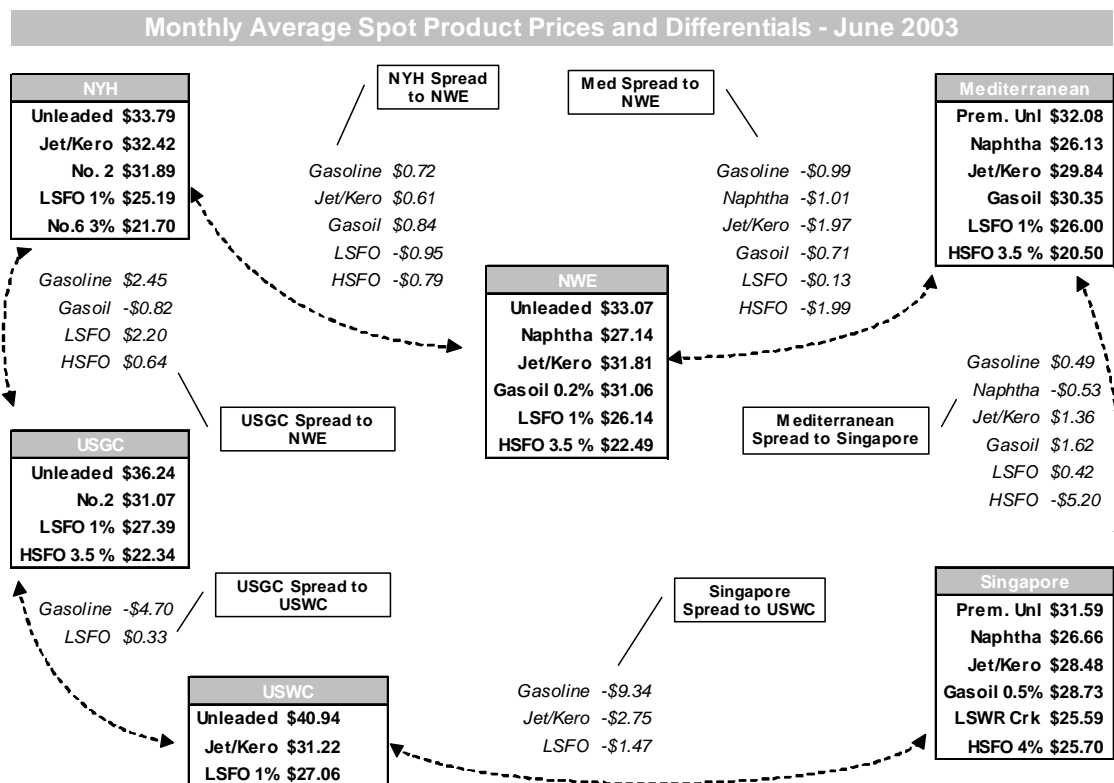 Monthly Average Spot Product Prices and Differentials - June 2003
NYH
Unleaded $33.79
Jet/Kero $32.42
No. 2 $31.89
LSFO 1% $25.19
No.6 3% $21.70
NYH Spread
to NWE
Gasoline $0.72
Jet/Kero $0.61
Gasoil $0.84
LSFO -$0.95
HSFO -$0.79
Med Spread to
NWE
Gasoline -$0.99
Naphtha -$1.01
Jet/Kero -$1.97
Gasoil -$0.71
LSFO -$0.13
HSFO -$1.99
Mediterranean
Prem. Unl $32.08
Naphtha $26.13
Jet/Kero $29.84
Gasoil $30.35
LSFO 1% $26.00
HSFO 3.5 % $20.50
Gasoline $2.45
Gasoil -$0.82
LSFO $2.20
HSFO $0.64
USGC Spread to
NWE
NWE
Unleaded $33.07
Naphtha $27.14
Jet/Kero $31.81
Gasoil 0.2% $31.06
LSFO 1% $26.14
HSFO 3.5 % $22.49
Mediterranean
Spread to Singapore
Gasoline $0.49
Naphtha -$0.53
Jet/Kero $1.36
Gasoil $1.62
LSFO $0.42
HSFO -$5.20
USGC
Unleaded $36.24
No.2 $31.07
LSFO 1% $27.39
HSFO 3.5 % $22.34
USGC Spread to
USWC
Gasoline -$4.70
LSFO $0.33
Singapore
Spread to USWC
Gasoline -$9.34
Jet/Kero -$2.75
LSFO -$1.47
Singapore
Prem. Unl $31.59
Naphtha $26.66
Jet/Kero $28.48
Gasoil 0.5% $28.73
LSWR Crk $25.59
HSFO 4% $25.70
USWC
Unleaded $40.94
Jet/Kero $31.22
LSFO 1% $27.06